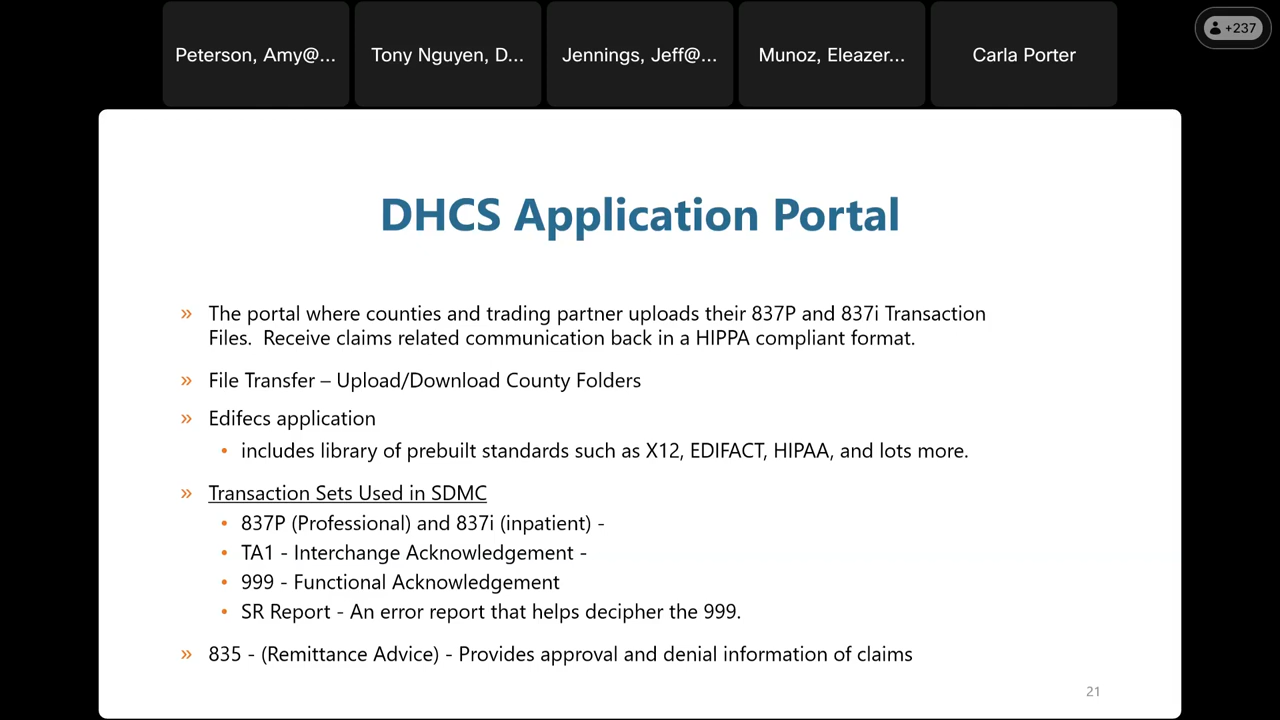 Peterson, Amy@...
Tony Nguyen, D...
Jennings, Jeff@...
Munoz, Eleazer...
Carla Porter
+237
DHCS Application Portal
» The portal where counties and trading partner uploads their 837P and 837i Transaction
Files. Receive claims related communication back in a HIPPA compliant format.
» File Transfer – Upload/Download County Folders
» Edifecs application
• includes library of prebuilt standards such as X12, EDIFACT, HIPAA, and lots more.
» Transaction Sets Used in SDMC
• 837P (Professional) and 837i (inpatient) -
• TA1 - Interchange Acknowledgement -
• 999 - Functional Acknowledgement
• SR Report - An error report that helps decipher the 999.
» 835 - (Remittance Advice) - Provides approval and denial information of claims
21